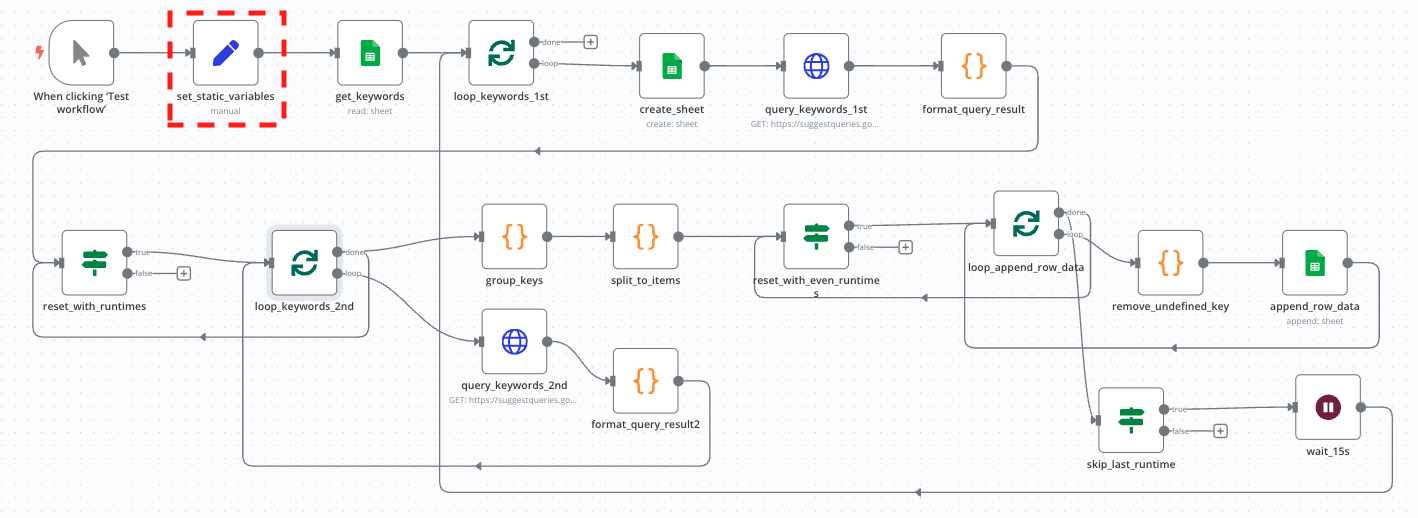 done
loop
When clicking ‘Test
workflow’
set_static_variables
manual
get_keywords
read: sheet
loop_keywords_1st
create_sheet
create: sheet
query_keywords_1st
GET: https://suggestqueries.go...
format_query_result
true
false
reset_with_runtimes
done
loop
loop_keywords_2nd
group_keys
split_to_items
true
false
reset_with_even_runtime
s
done
loop
loop_append_row_data
remove_undefined_key
append_row_data
append: sheet
query_keywords_2nd
GET: https://suggestqueries.go...
format_query_result2
true
false
skip_last_runtime
wait_15s